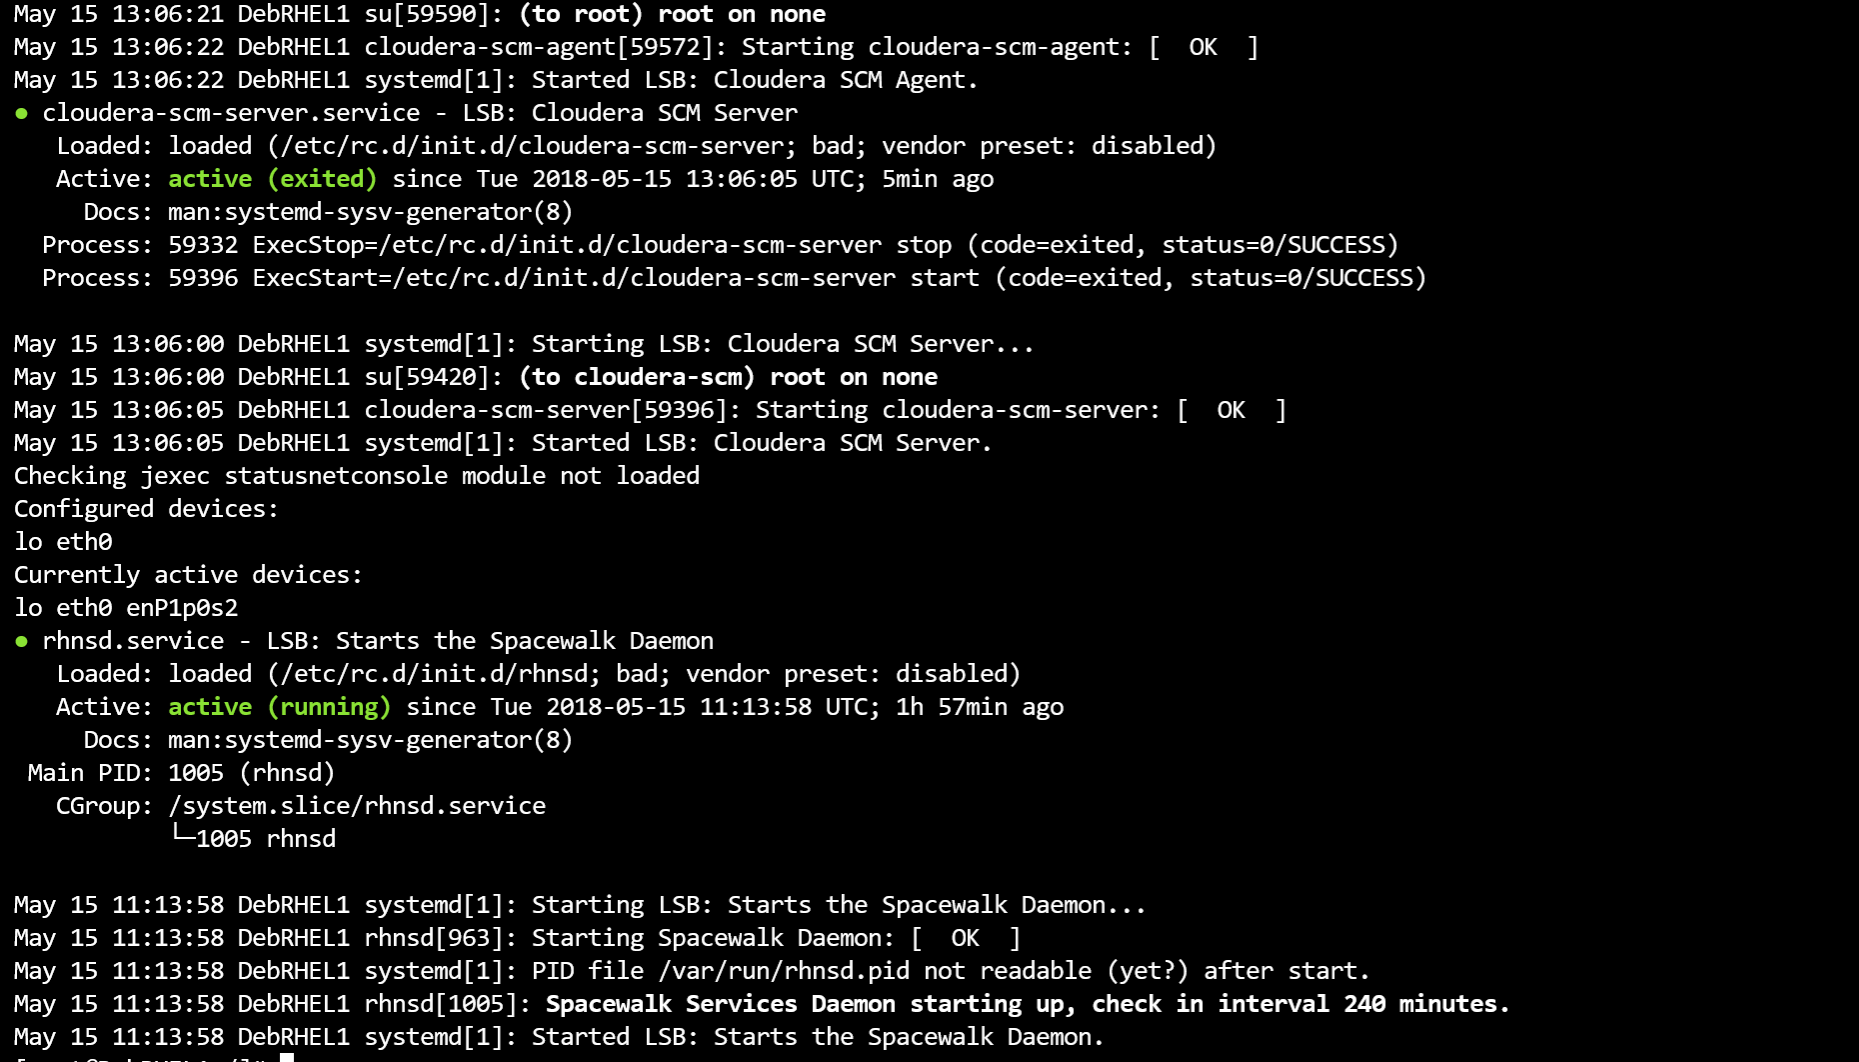 May 15 13:06:21 DebRHEL1 su[59590]: (to root) root on none
May 15 13:06:22 DebRHEL1 cloudera-scm-agent[59572]: Starting cloudera-scm-agent: [  OK  ]
May 15 13:06:22 DebRHEL1 systemd[1]: Started LSB: Cloudera SCM Agent.
● cloudera-scm-server.service - LSB: Cloudera SCM Server
   Loaded: loaded (/etc/rc.d/init.d/cloudera-scm-server; bad; vendor preset: disabled)
   Active: active (exited) since Tue 2018-05-15 13:06:05 UTC; 5min ago
     Docs: man:systemd-sysv-generator(8)
  Process: 59332 ExecStop=/etc/rc.d/init.d/cloudera-scm-server stop (code=exited, status=0/SUCCESS)
  Process: 59396 ExecStart=/etc/rc.d/init.d/cloudera-scm-server start (code=exited, status=0/SUCCESS)

May 15 13:06:00 DebRHEL1 systemd[1]: Starting LSB: Cloudera SCM Server...
May 15 13:06:00 DebRHEL1 su[59420]: (to cloudera-scm) root on none
May 15 13:06:05 DebRHEL1 cloudera-scm-server[59396]: Starting cloudera-scm-server: [  OK  ]
May 15 13:06:05 DebRHEL1 systemd[1]: Started LSB: Cloudera SCM Server.
Checking jexec statusnetconsole module not loaded
Configured devices:
lo eth0
Currently active devices:
lo eth0 enP1p0s2
● rhnsd.service - LSB: Starts the Spacewalk Daemon
   Loaded: loaded (/etc/rc.d/init.d/rhnsd; bad; vendor preset: disabled)
   Active: active (running) since Tue 2018-05-15 11:13:58 UTC; 1h 57min ago
     Docs: man:systemd-sysv-generator(8)
 Main PID: 1005 (rhnsd)
   CGroup: /system.slice/rhnsd.service
           └─1005 rhnsd

May 15 11:13:58 DebRHEL1 systemd[1]: Starting LSB: Starts the Spacewalk Daemon...
May 15 11:13:58 DebRHEL1 rhnsd[963]: Starting Spacewalk Daemon: [  OK  ]
May 15 11:13:58 DebRHEL1 systemd[1]: PID file /var/run/rhnsd.pid not readable (yet?) after start.
May 15 11:13:58 DebRHEL1 rhnsd[1005]: Spacewalk Services Daemon starting up, check in interval 240 minutes.
May 15 11:13:58 DebRHEL1 systemd[1]: Started LSB: Starts the Spacewalk Daemon.